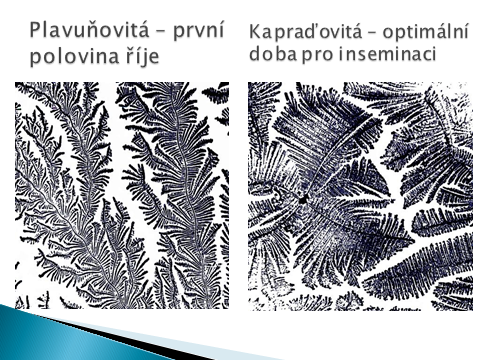 Plavuňovitá – první
polovina říje
Kapraďovitá – optimální
doba pro inseminaci